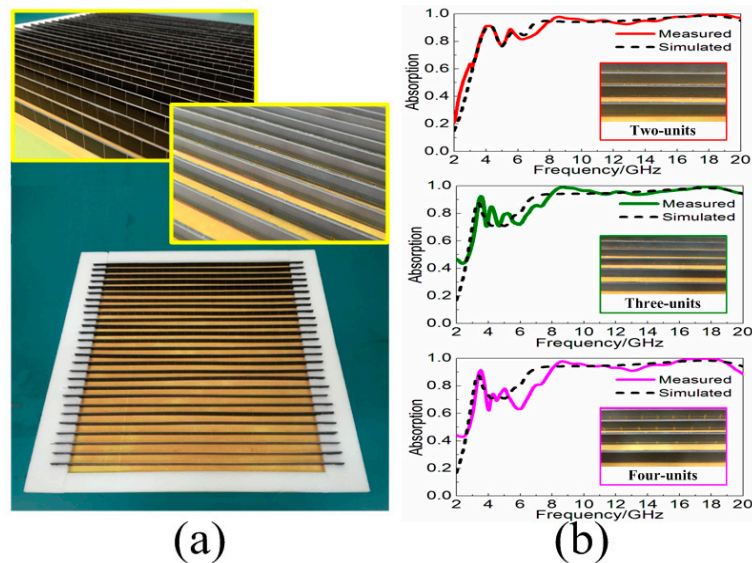 (b)
1.0
0.8
0.6
0.4
0.2
0.0
Absorption
Measured
Simulated
Two-units
2 4 6 8 10 12 14 16 18 20
Frequency/GHz
1.0
0.8
0.6
0.4
0.2
0.0
Absorption
Measured
Simulated
Three-units
2 4 6 8 10 12 14 16 18 20
Frequency/GHz
1.0
0.8
0.6
0.4
0.2
0.0
Absorption
Measured
Simulated
Four-units
2 4 6 8 10 12 14 16 18 20
Frequency/GHz
(a)
(b)